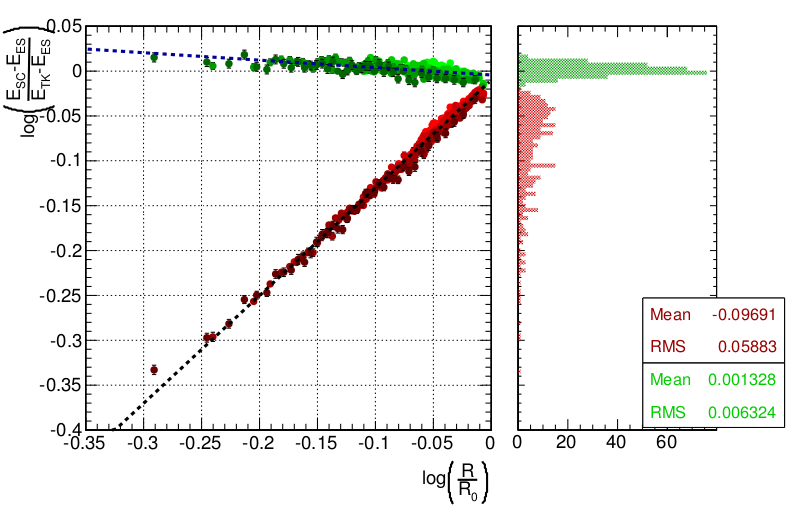 log(E_SC-E_ES / E_TK-E_ES)
0.05
0
-0.05
-0.1
-0.15
-0.2
-0.25
-0.3
-0.35
-0.4
-0.35 -0.3 -0.25 -0.2 -0.15 -0.1 -0.05 0
log(R / R_0)
0 20 40 60
Mean -0.09691
RMS 0.05883
Mean 0.001328
RMS 0.006324